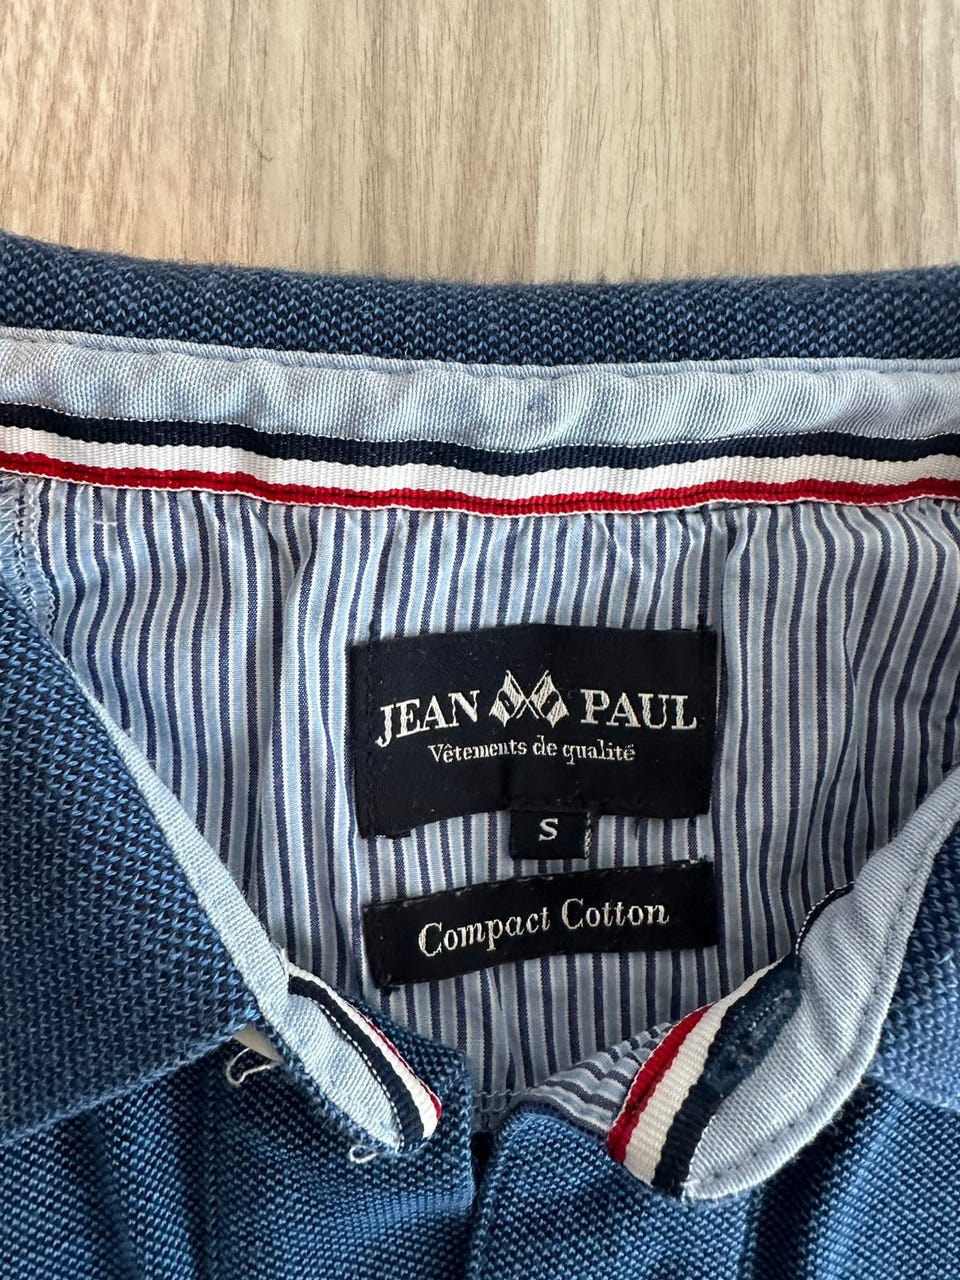 JEAN PAUL
Vêtements de qualité
S
Compact Cotton